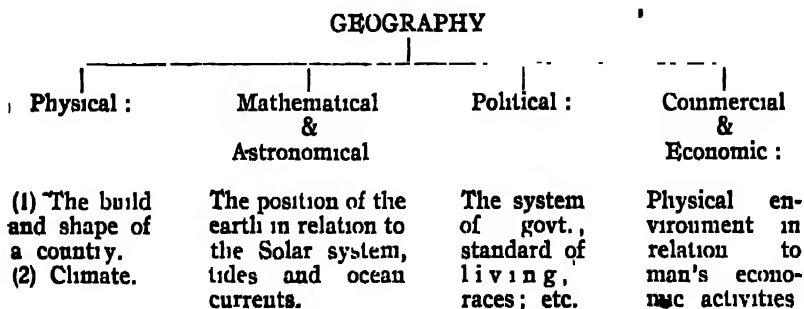 GEOGRAPHY
Physical :
Mathematical
&
Astronomical
Political :
Commercial
&
Economic :
(1) The build
and shape of
a country.
(2) Climate.
The position of the
earth in relation to
the Solar system,
tides and ocean
currents.
The system
of govt.,
standard of
living,
races; etc.
Physical en-
vironment in
relation to
man's econo-
mic activities